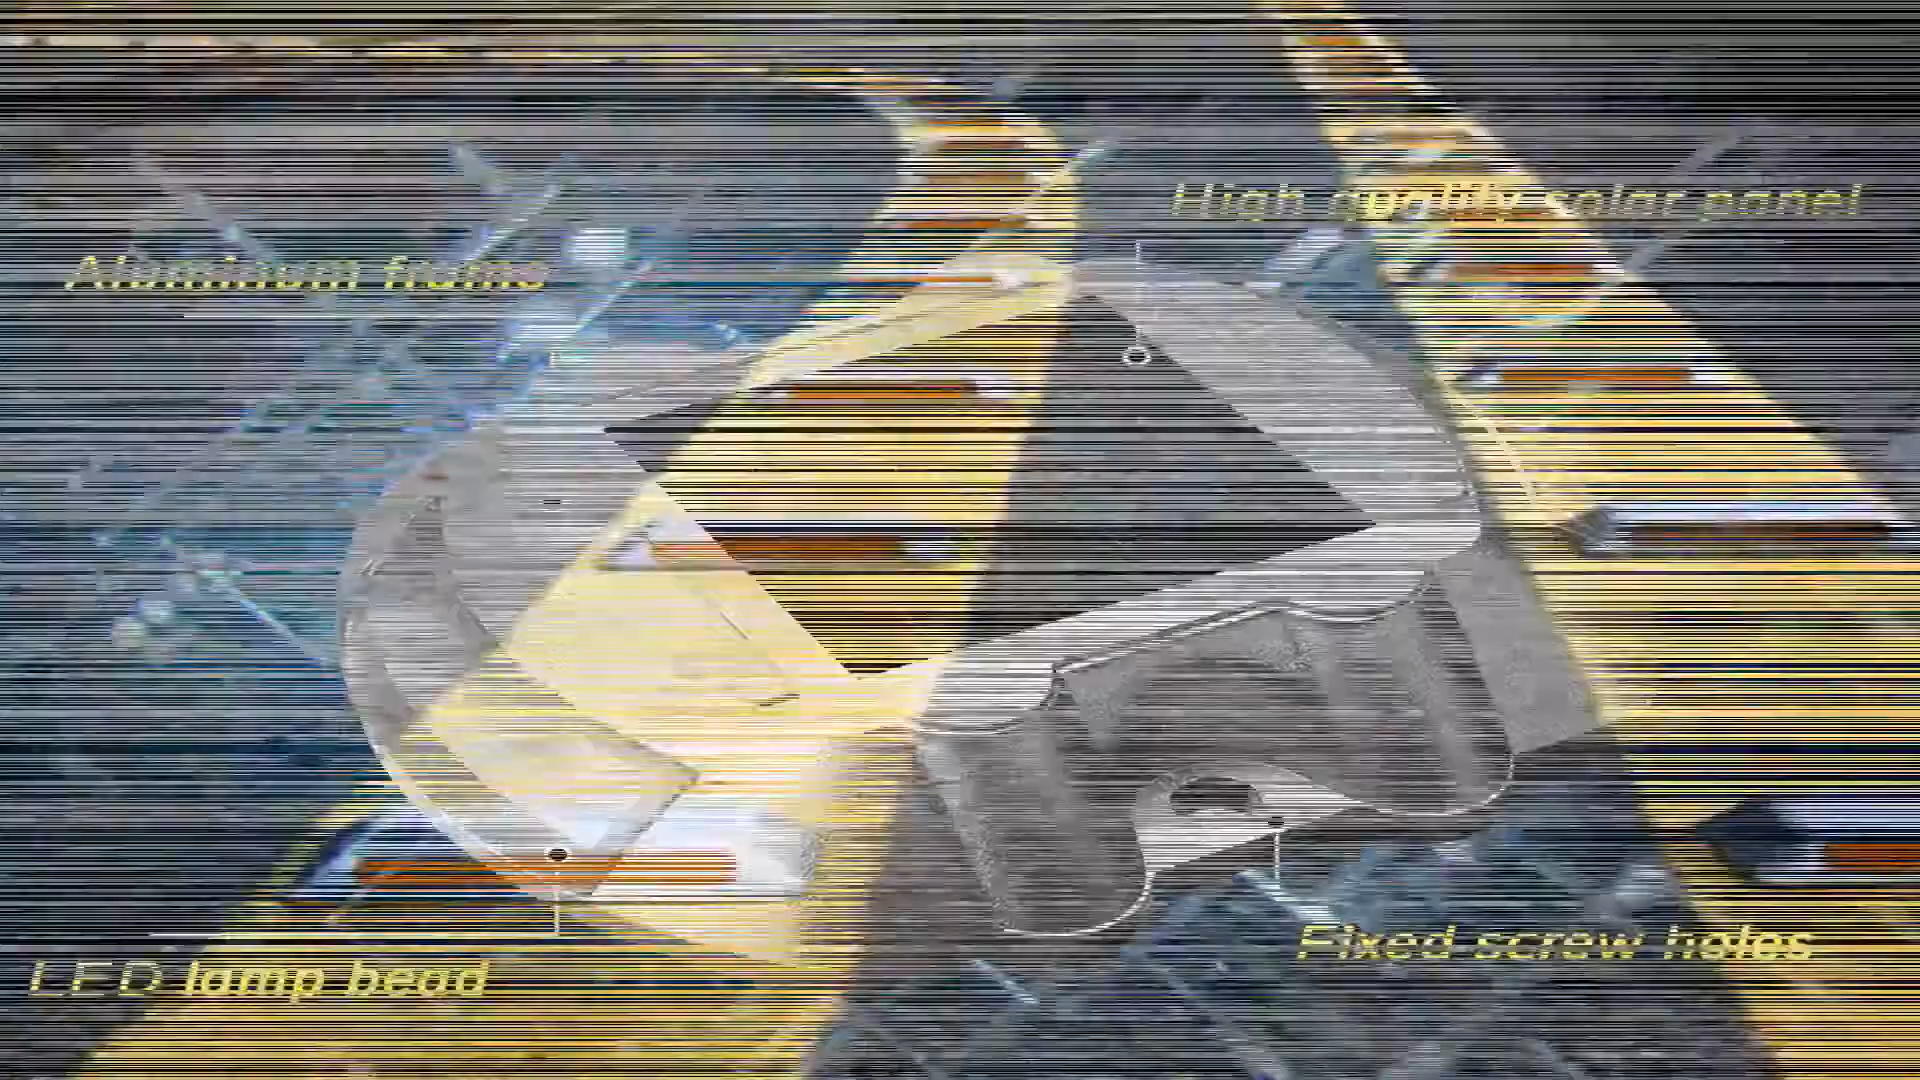 High quality solar panel
Aluminum frame
Fixed screw holes
LED lamp bead